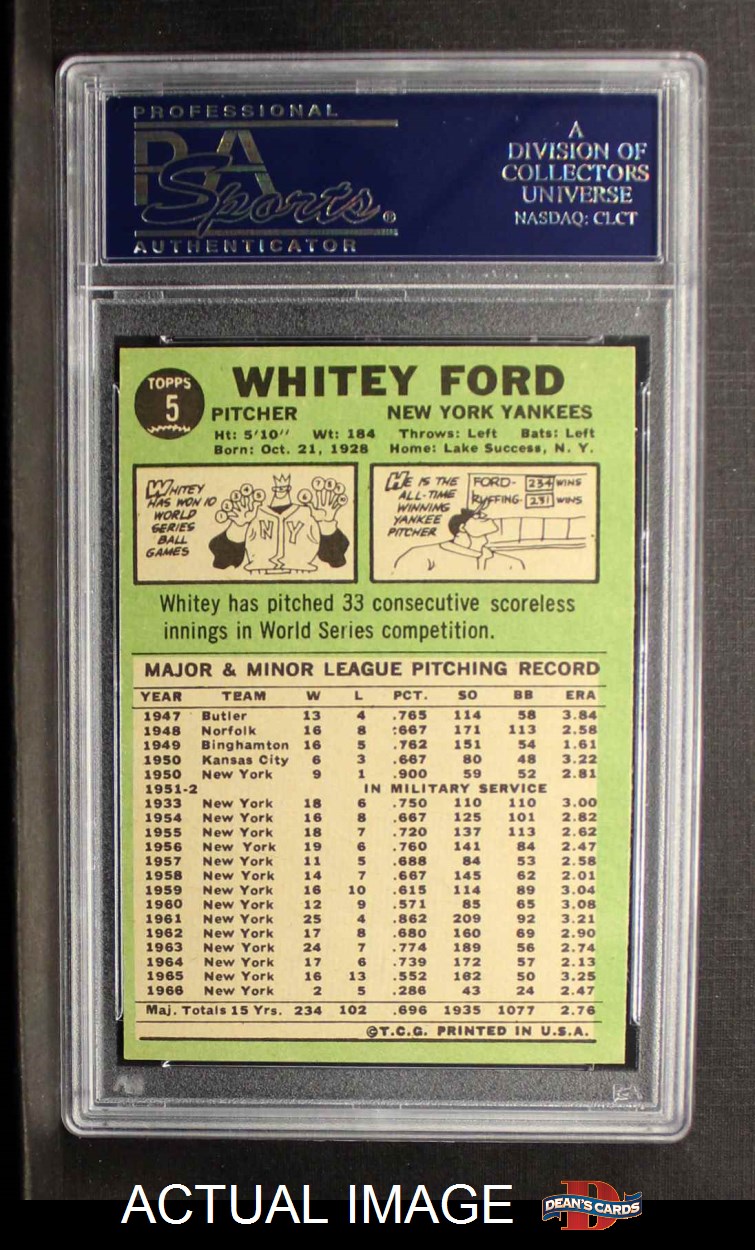 PROFESSIONAL
PSA
Sports®
AUTHENTICATOR
A
DIVISION OF
COLLECTORS
UNIVERSE
NASDAQ: CLCT
TOPPS
5
WHITEY FORD
PITCHER NEW YORK YANKEES
Ht: 5'10'' Wt: 184 Throws: Left Bats: Left
Born: Oct. 21, 1928 Home: Lake Success, N. Y.
WHITEY
HAS WON 10
WORLD
SERIES
BALL
GAMES
NY
HE IS THE
ALL-TIME
WINNING
YANKEE
PITCHER
FORD- 234 WINS
RUFFING- 231 WINS
Whitey has pitched 33 consecutive scoreless
innings in World Series competition.
MAJOR & MINOR LEAGUE PITCHING RECORD
YEAR TEAM W L PCT. SO BB ERA
1947 Butler 13 4 .765 114 58 3.84
1948 Norfolk 16 8 :667 171 113 2.58
1949 Binghamton 16 5 .762 151 54 1.61
1950 Kansas City 6 3 .667 80 48 3.22
1950 New York 9 1 .900 59 52 2.81
1951-2 IN MILITARY SERVICE
1933 New York 18 6 .750 110 110 3.00
1954 New York 16 8 .667 125 101 2.82
1955 New York 18 7 .720 137 113 2.62
1956 New York 19 6 .760 141 84 2.47
1957 New York 11 5 .688 84 53 2.58
1958 New York 14 7 .667 145 62 2.01
1959 New York 16 10 .615 114 89 3.04
1960 New York 12 9 .571 85 65 3.08
1961 New York 25 4 .862 209 92 3.21
1962 New York 17 8 .680 160 69 2.90
1963 New York 24 7 .774 189 56 2.74
1964 New York 17 6 .739 172 57 2.13
1965 New York 16 13 .552 162 50 3.25
1966 New York 2 5 .286 43 24 2.47
Maj. Totals 15 Yrs. 234 102 .696 1935 1077 2.76
©T.C.G. PRINTED IN U.S.A.
ACTUAL IMAGE
D
DEAN'S CARDS